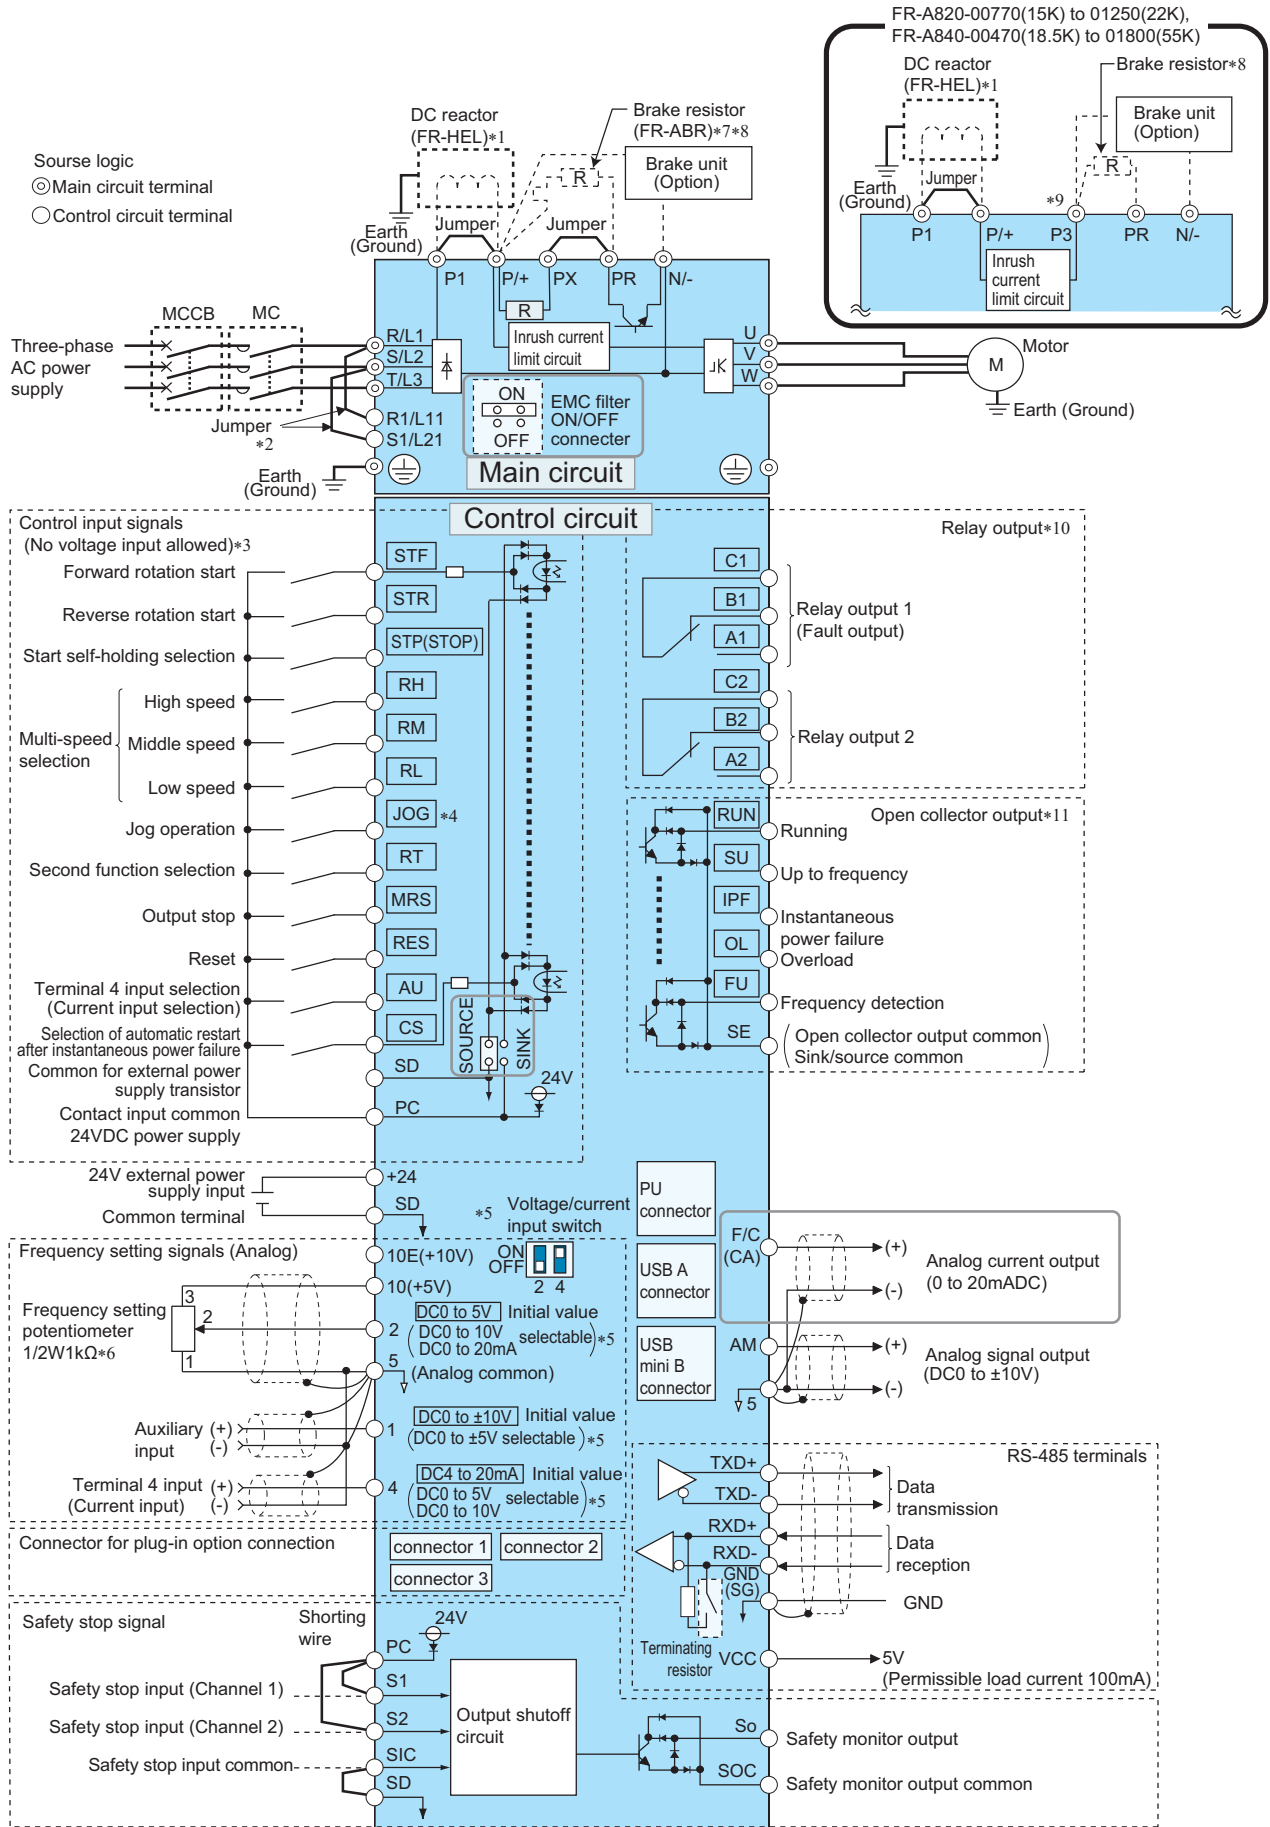 FR-A820-00770(15K) to 01250(22K),
FR-A840-00470(18.5K) to 01800(55K)
DC reactor
(FR-HEL)*1
Brake resistor*8
Brake unit
(Option)
R
Jumper
Earth
(Ground)
*9
P1
P/+
P3
PR
N/-
Inrush
current
limit circuit
Sourse logic
Main circuit terminal
Control circuit terminal
DC reactor
(FR-HEL)*1
Brake resistor
(FR-ABR)*7*8
Brake unit
(Option)
R
Earth
(Ground)
Jumper
Jumper
P1
P/+
PX
PR
N/-
R
Inrush current
limit circuit
MCCB
MC
Three-phase
AC power
supply
R/L1
S/L2
T/L3
R1/L11
S1/L21
Jumper
*2
Earth
(Ground)
ON
OFF
EMC filter
ON/OFF
connecter
U
V
W
Motor
M
Earth (Ground)
Main circuit
Control circuit
Control input signals
(No voltage input allowed)*3
Forward rotation start
STF
Reverse rotation start
STR
Start self-holding selection
STP(STOP)
Multi-speed
selection
High speed
RH
Middle speed
RM
Low speed
RL
Jog operation
JOG *4
Second function selection
RT
Output stop
MRS
Reset
RES
Terminal 4 input selection
(Current input selection)
AU
Selection of automatic restart
after instantaneous power failure
CS
Common for external power
supply transistor
SD
Contact input common
24VDC power supply
PC
SOURCE
SINK
24V
Relay output*10
C1
B1
A1
Relay output 1
(Fault output)
C2
B2
A2
Relay output 2
Open collector output*11
RUN
Running
SU
Up to frequency
IPF
Instantaneous
power failure
OL
Overload
FU
Frequency detection
SE
Open collector output common
Sink/source common
24V external power
supply input
+24
Common terminal
SD
*5 Voltage/current
input switch
ON
OFF
2 4
PU
connector
USB A
connector
USB
mini B
connector
Frequency setting signals (Analog)
10E(+10V)
10(+5V)
Frequency setting
potentiometer
1/2W1kΩ*6
3
2
1
2
DC0 to 5V Initial value
(DC0 to 10V
DC0 to 20mA selectable)*5
5
(Analog common)
Auxiliary (+)
input (-)
1
DC0 to ±10V Initial value
(DC0 to ±5V selectable)*5
Terminal 4 input (+)
(Current input) (-)
4
DC4 to 20mA Initial value
(DC0 to 5V
DC0 to 10V selectable)*5
F/C
(CA)
(+)
(-)
Analog current output
(0 to 20mADC)
AM
5
(+)
(-)
Analog signal output
(DC0 to ±10V)
RS-485 terminals
TXD+
TXD-
Data
transmission
RXD+
RXD-
Data
reception
GND
(SG)
GND
Terminating
resistor
VCC
5V
(Permissible load current 100mA)
Connector for plug-in option connection
connector 1
connector 2
connector 3
Safety stop signal
Shorting
wire
24V
PC
Safety stop input (Channel 1)
S1
Safety stop input (Channel 2)
S2
Safety stop input common
SIC
SD
Output shutoff
circuit
So
Safety monitor output
SOC
Safety monitor output common